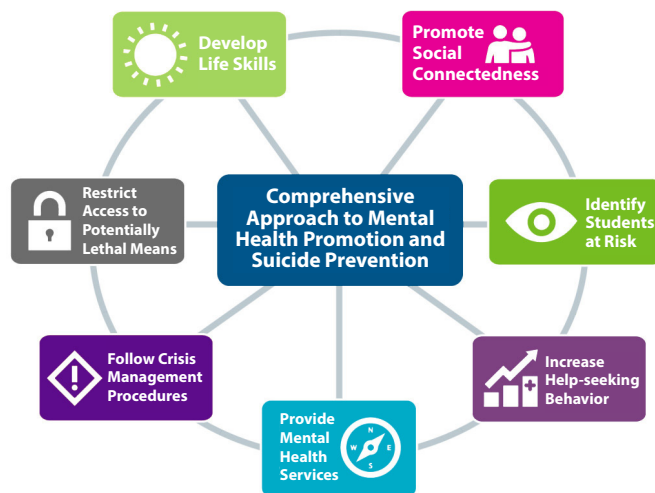 Develop
Life Skills
Promote
Social
Connectedness
Restrict
Access to
Potentially
Lethal Means
Comprehensive
Approach to Mental
Health Promotion and
Suicide Prevention
Identify
Students
at Risk
Follow Crisis
Management
Procedures
Increase
Help-seeking
Behavior
Provide
Mental
Health
Services
N
W E
S